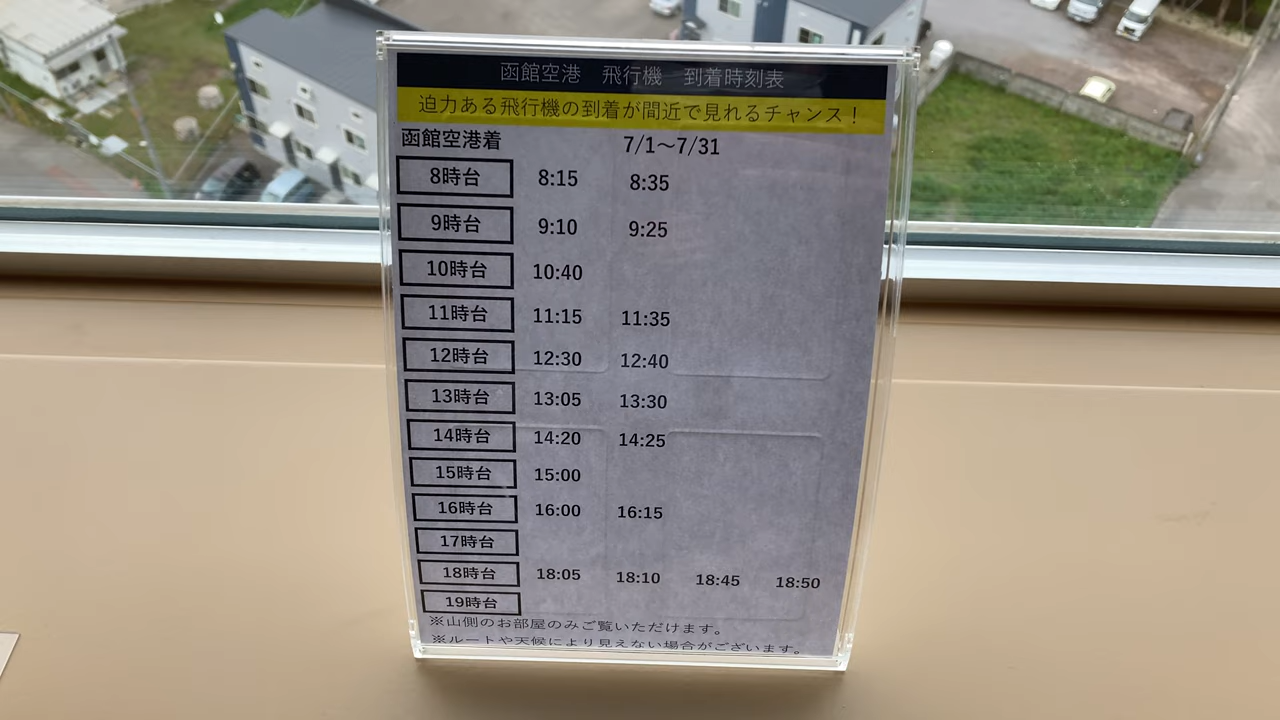 函館空港 飛行機 到着時刻表
迫力ある飛行機の到着が間近で見れるチャンス！
函館空港着 7/1～7/31
8時台 8:15 8:35
9時台 9:10 9:25
10時台 10:40
11時台 11:15 11:35
12時台 12:30 12:40
13時台 13:05 13:30
14時台 14:20 14:25
15時台 15:00
16時台 16:00 16:15
17時台
18時台 18:05 18:10 18:45 18:50
19時台
※山側のお部屋のみご覧いただけます。
※ルートや天候により見えない場合がございます。